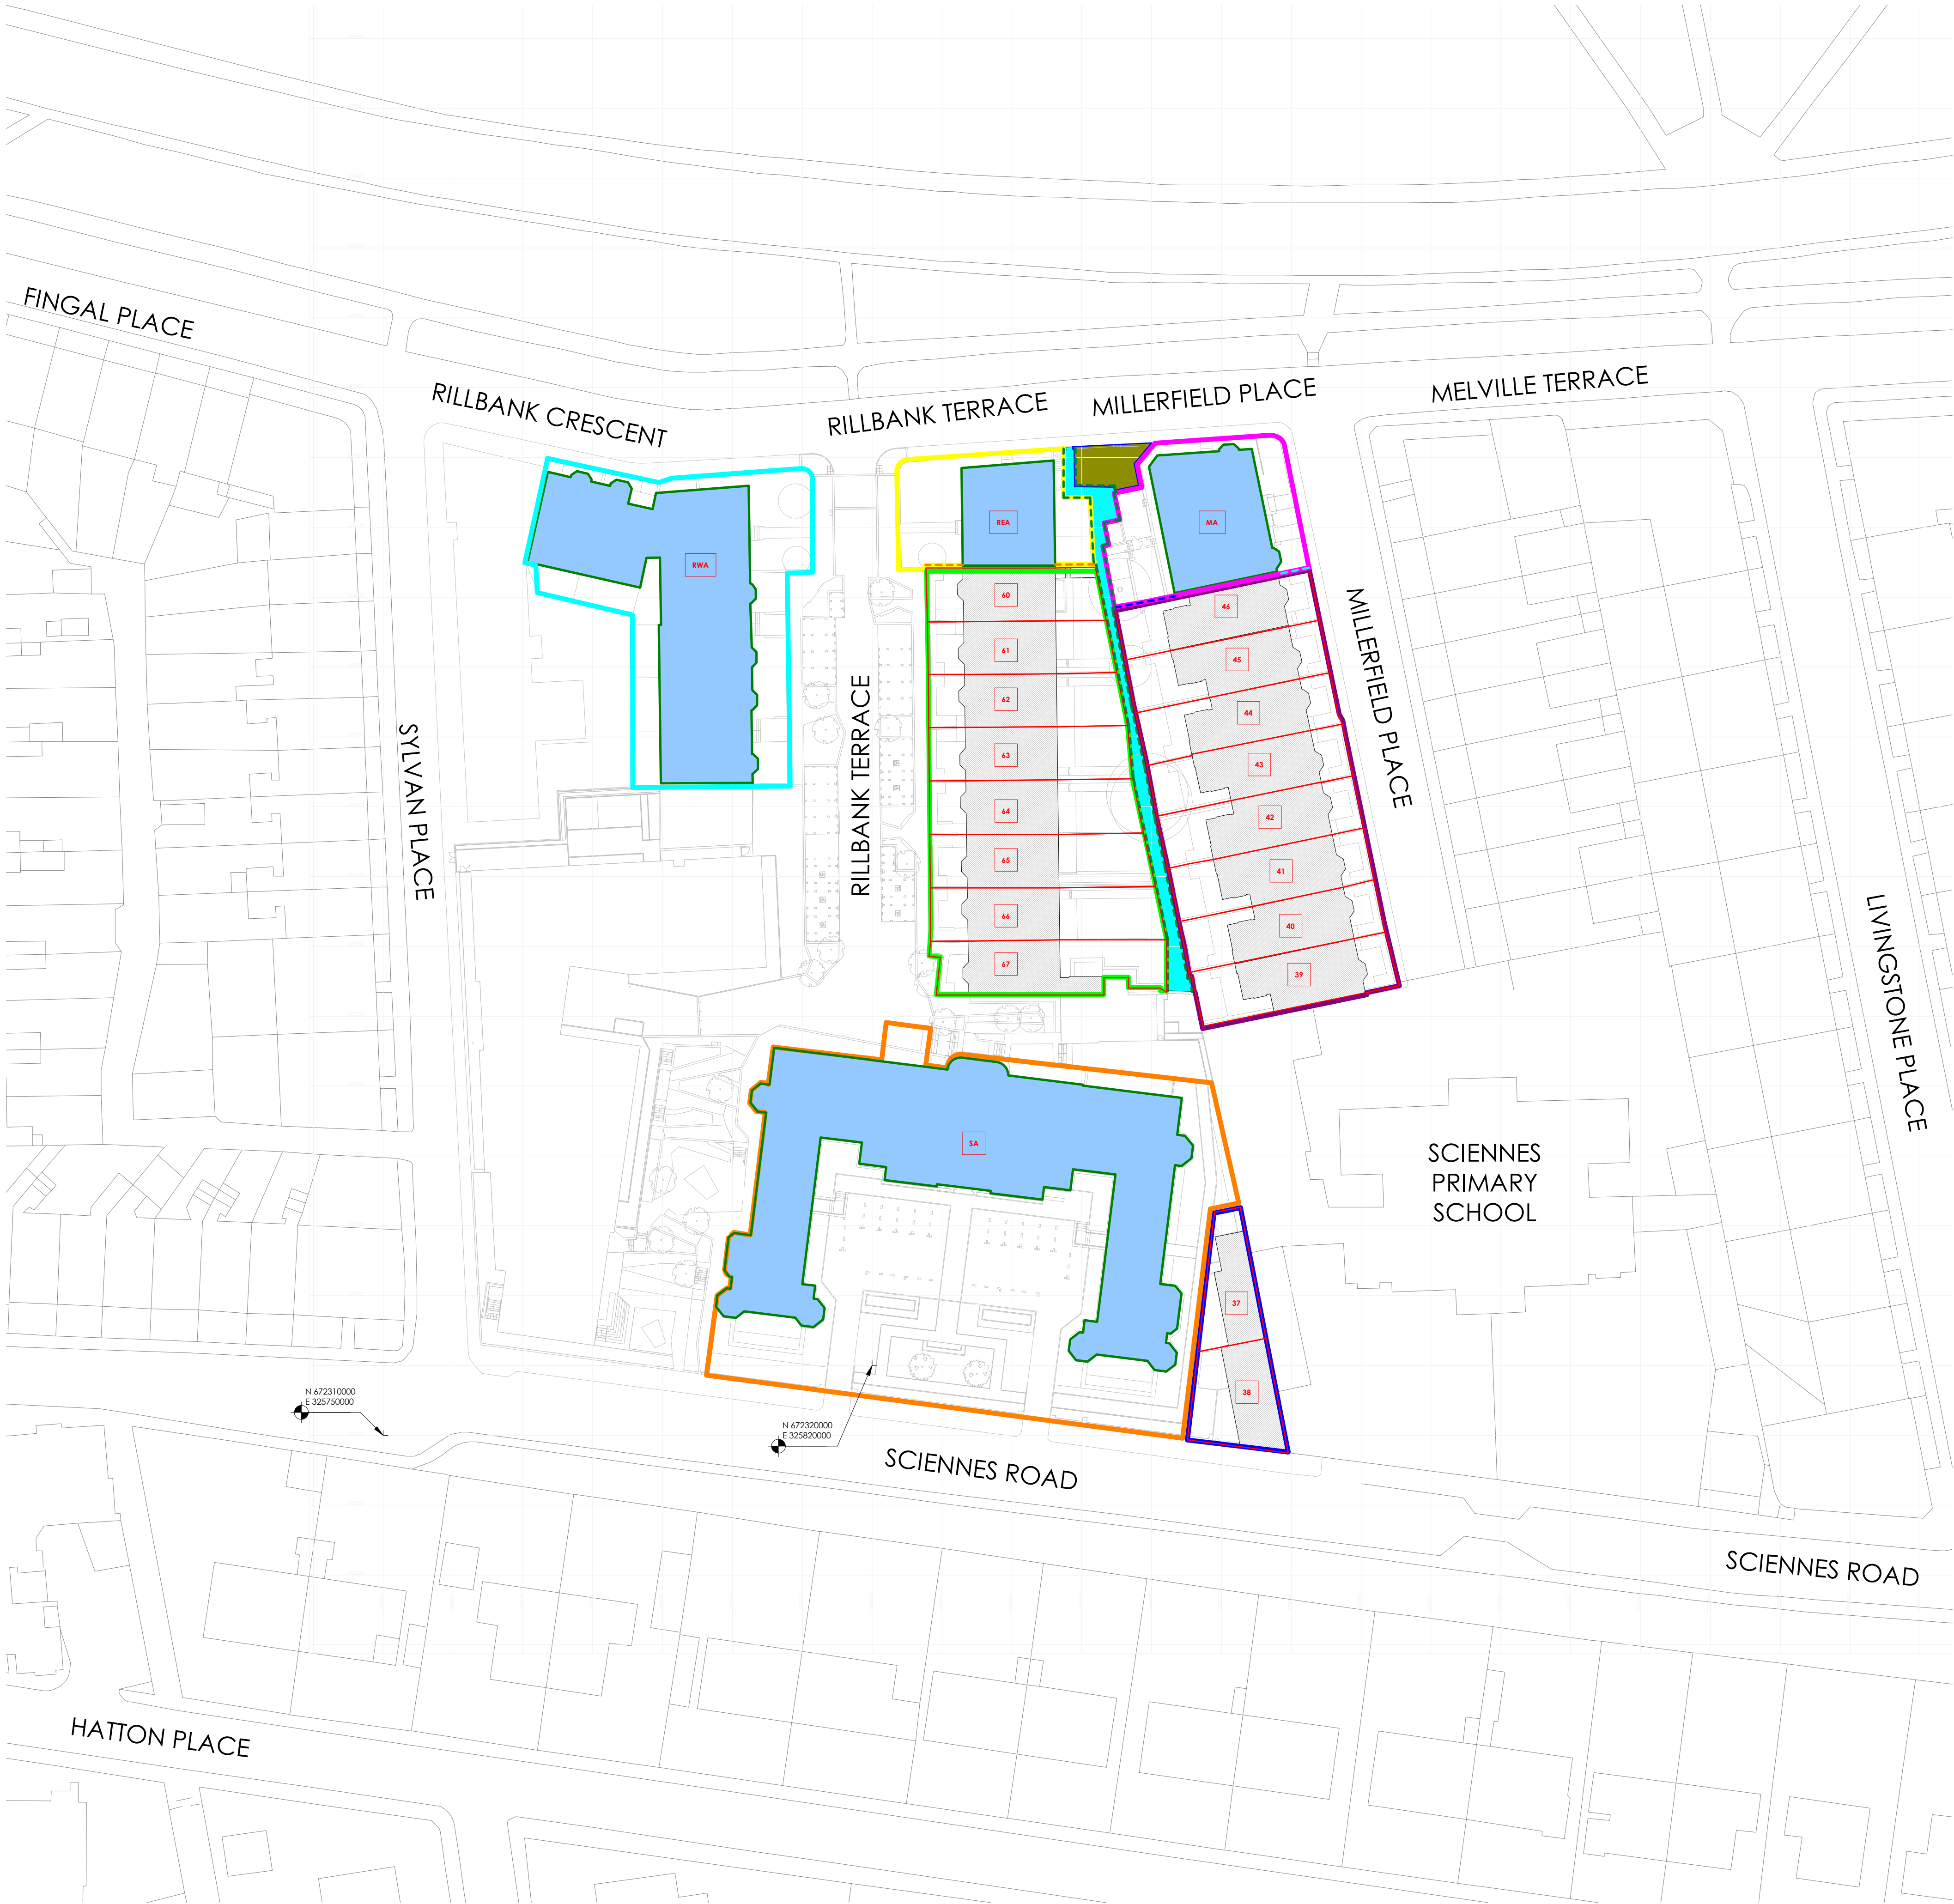 FINGAL PLACE
RILLBANK CRESCENT
RILLBANK TERRACE
MILLERFIELD PLACE
MELVILLE TERRACE
REA
MA
RWA
60
46
61
45
62
44
63
43
64
42
65
41
66
40
67
39
SYLVAN PLACE
RILLBANK TERRACE
MILLERFIELD PLACE
LIVINGSTONE PLACE
SA
SCIENNES
PRIMARY
SCHOOL
37
38
N 672310000
E 325750000
N 672320000
E 325820000
SCIENNES ROAD
SCIENNES ROAD
HATTON PLACE